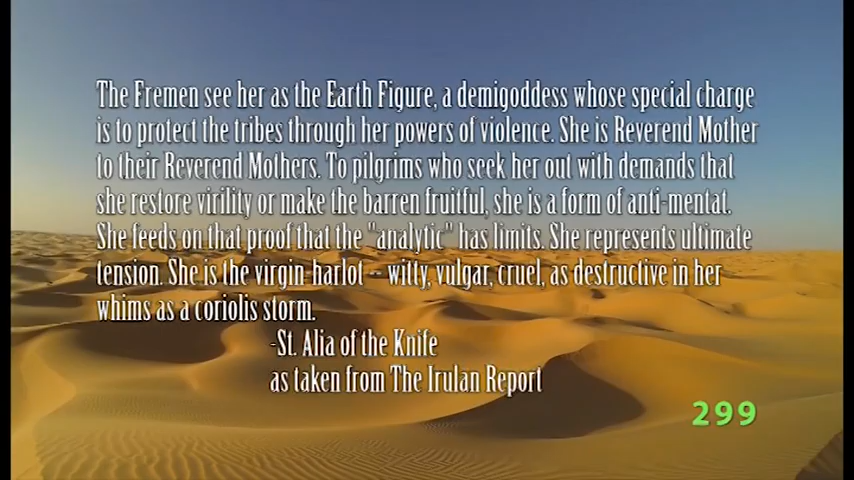 The Fremen see her as the Earth Figure, a demigoddess whose special charge
is to protect the tribes through her powers of violence. She is Reverend Mother
to their Reverend Mothers. To pilgrims who seek her out with demands that
she restore virility or make the barren fruitful, she is a form of anti-mentat.
She feeds on that proof that the "analytic" has limits. She represents ultimate
tension. She is the virgin-harlot -- witty, vulgar, cruel, as destructive in her
whims as a coriolis storm.
-St. Alia of the Knife
as taken from The Irulan Report
299